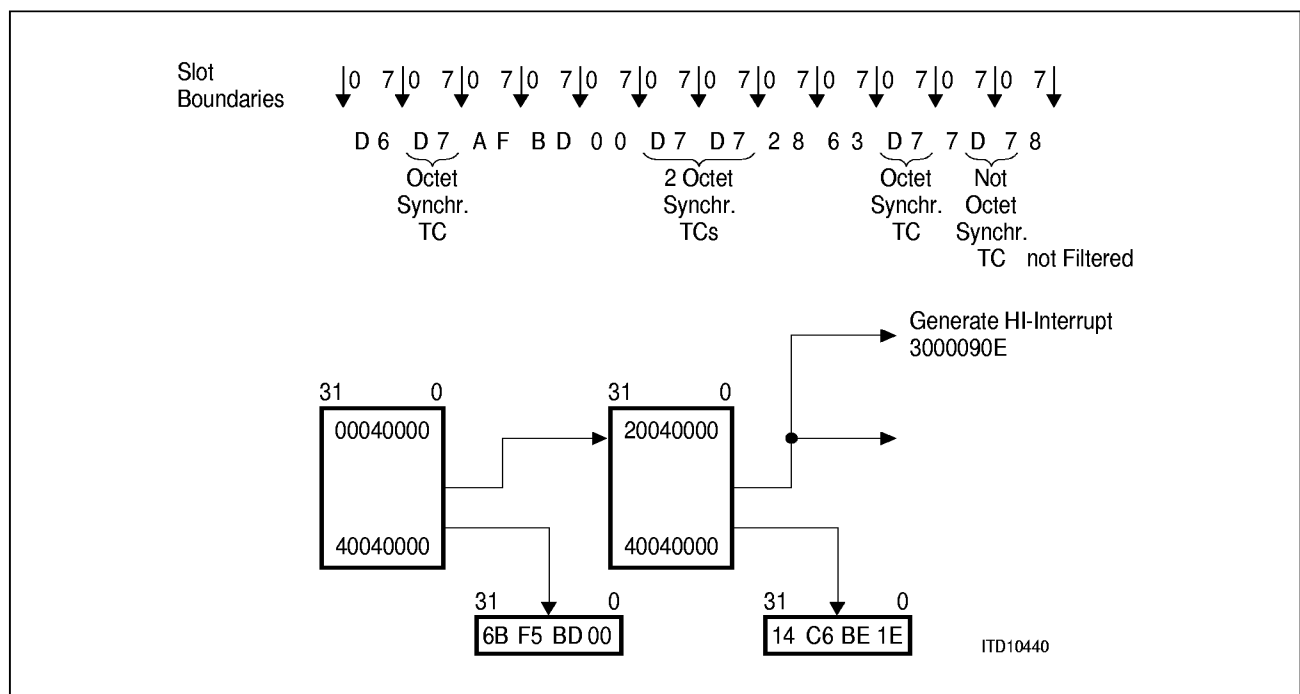 Slot
Boundaries
0 7 0 7 0 7 0 7 0 7 0 7 0 7 0 7 0 7 0 7 0 7 0 7
D 6 D 7 A F B D 0 0 D 7 D 7 2 8 6 3 D 7 7 D 7 8
Octet
Synchr.
TC
2 Octet
Synchr.
TCs
Octet
Synchr.
TC
Not
Octet
Synchr.
TC not Filtered
Generate HI-Interrupt
3000090E
31 0
00040000
40040000
31 0
20040000
40040000
31 0
6B F5 BD 00
31 0
14 C6 BE 1E
ITD10440